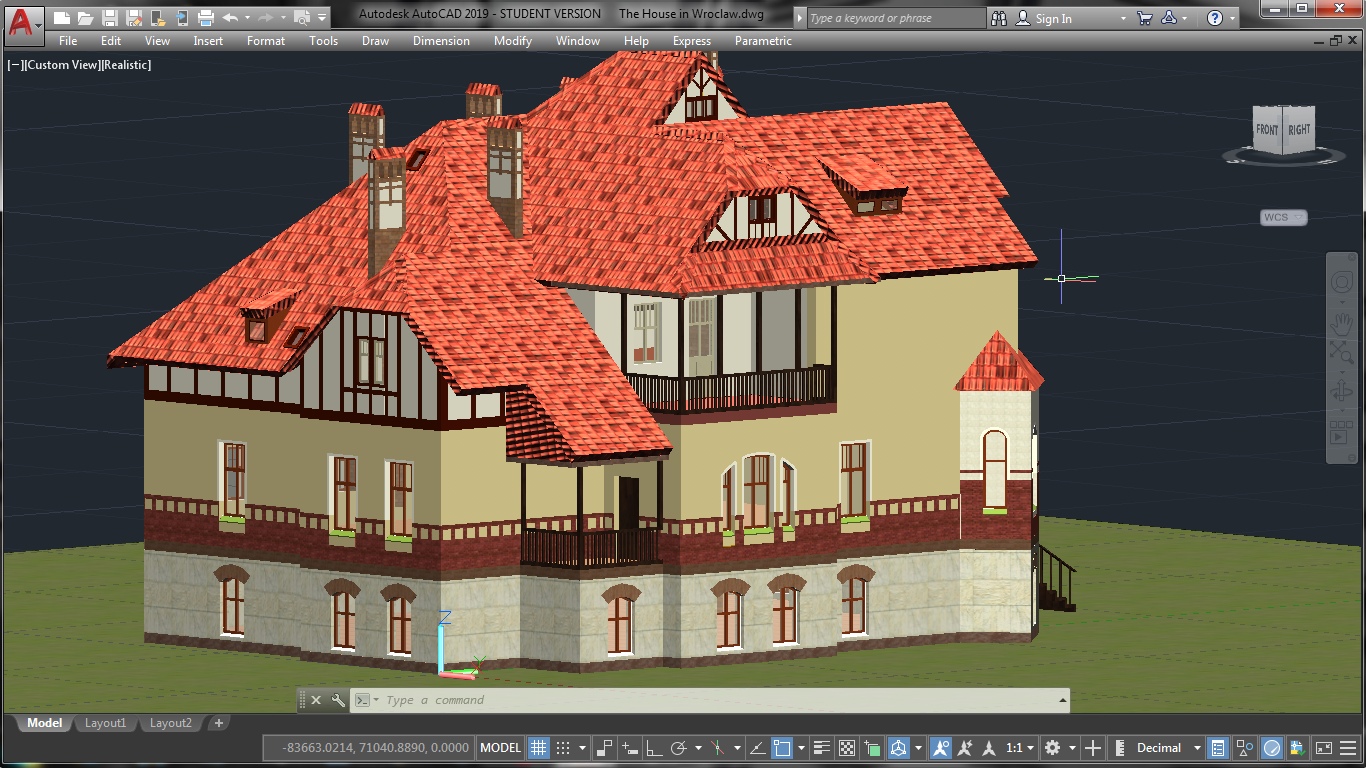 A
Autodesk AutoCAD 2019 - STUDENT VERSION The House in Wroclaw.dwg
Type a keyword or phrase
Sign In
File Edit View Insert Format Tools Draw Dimension Modify Window Help Express Parametric
[−][Custom View][Realistic]
FRONT RIGHT
WCS
Z
Y
Type a command
Model Layout1 Layout2 +
-83663.0214, 71040.8890, 0.0000 MODEL 1:1 Decimal